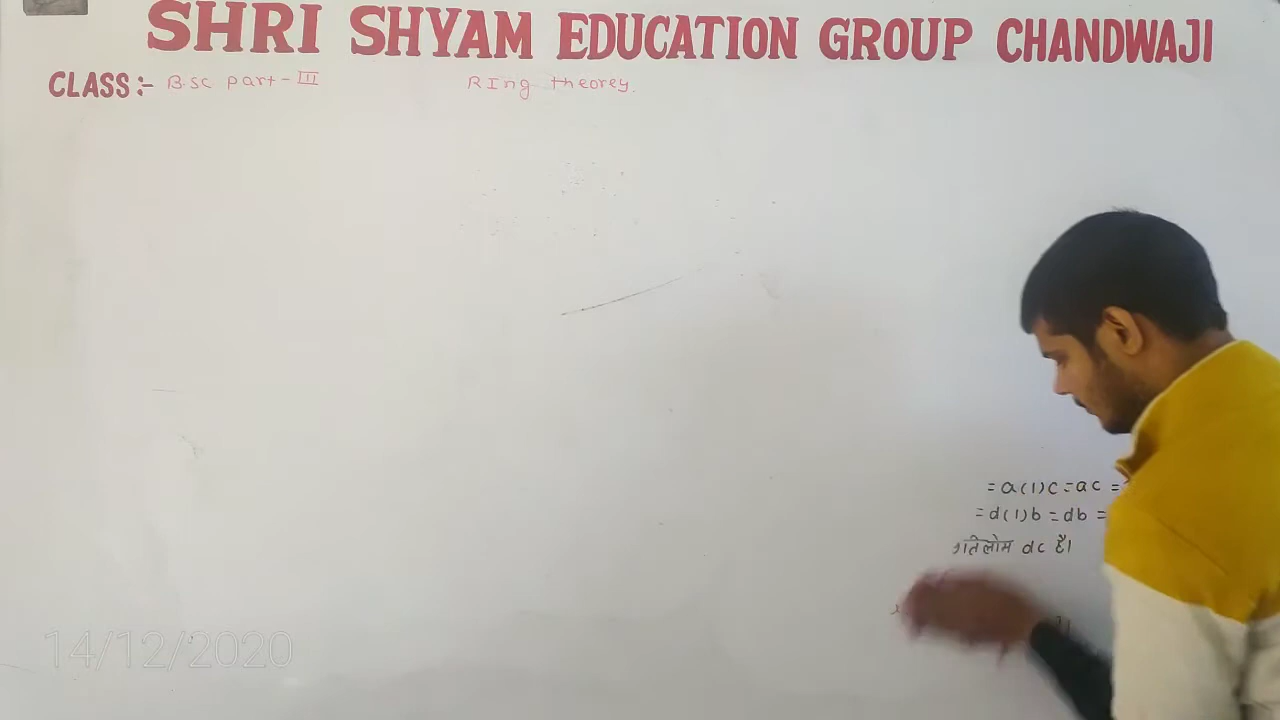 SHRI SHYAM EDUCATION GROUP CHANDWAJI
CLASS:- B.sc part-III RIng theorey.
= a(1)c = ac =
= d(1)b = db =
dc है।
14/12/2020